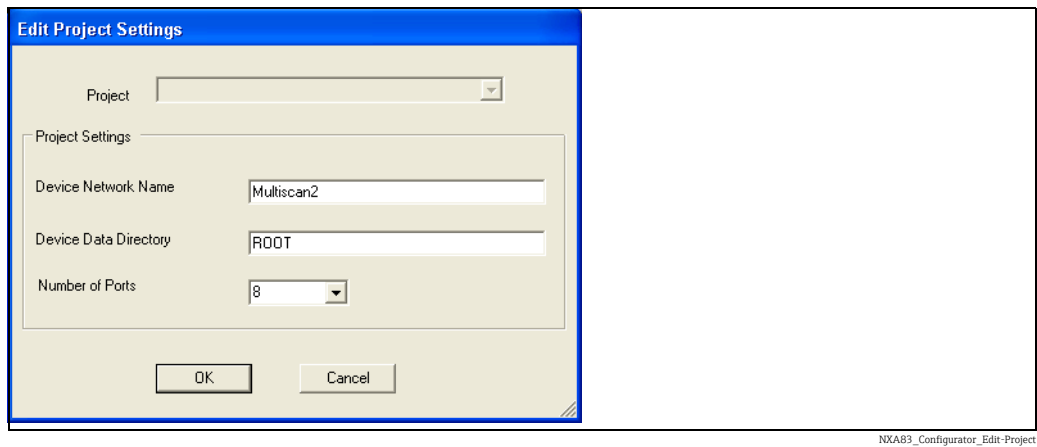 Edit Project Settings
Project
Project Settings
Device Network Name Multiscan2
Device Data Directory ROOT
Number of Ports 8
OK Cancel
NXA83_Configurator_Edit-Project